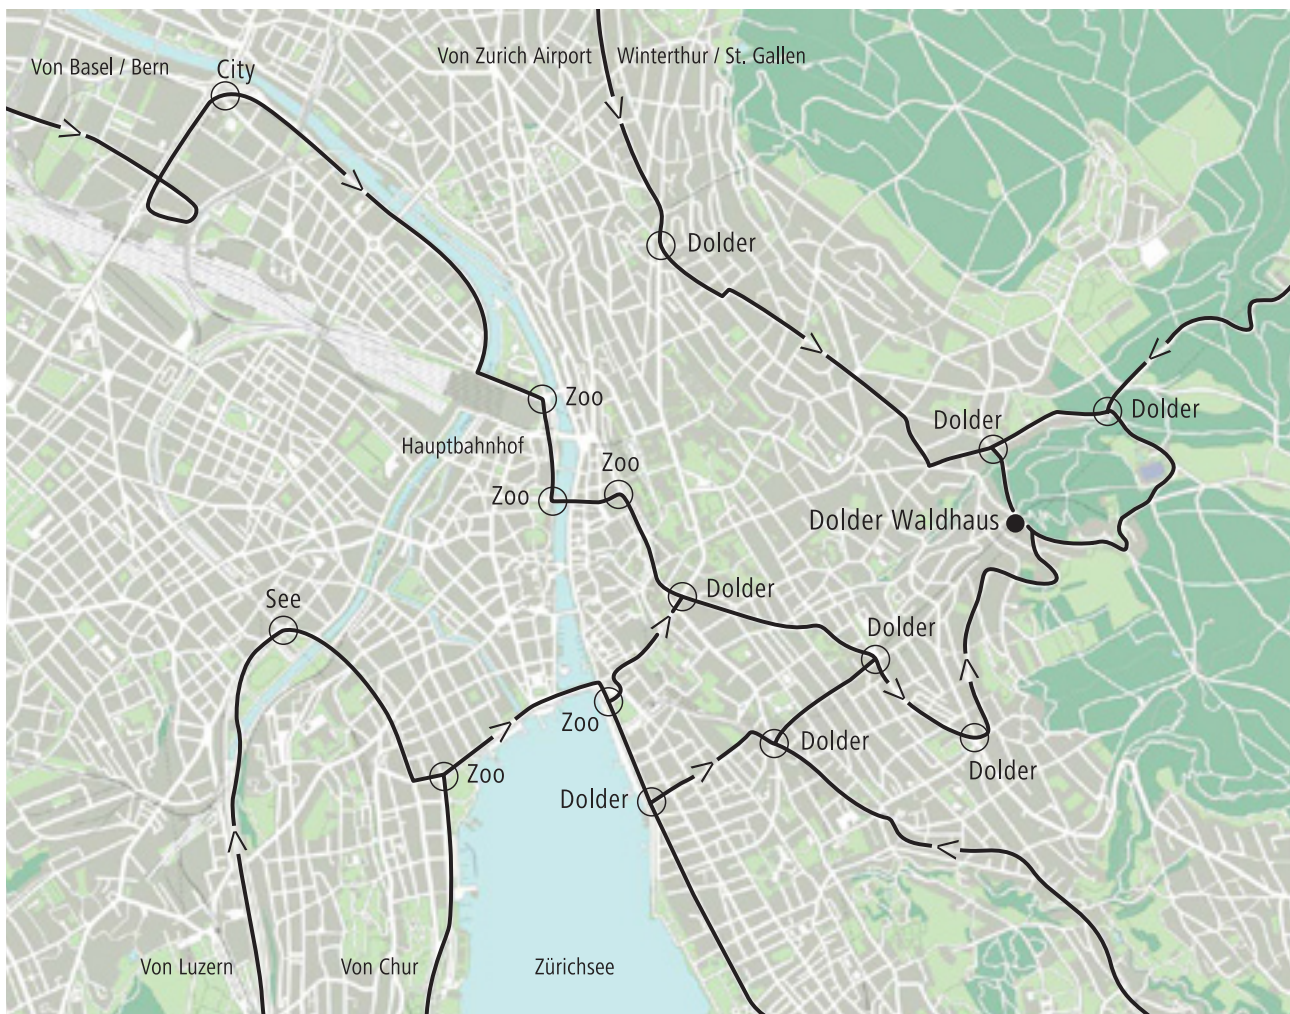 Von Zurich Airport
Winterthur / St. Gallen
Von Basel / Bern
City
Dolder
Zoo
Dolder
Dolder
Hauptbahnhof
Zoo
Zoo
Dolder Waldhaus
Dolder
See
Dolder
Zoo
Dolder
Dolder
Zoo
Dolder
Von Luzern
Von Chur
Zürichsee